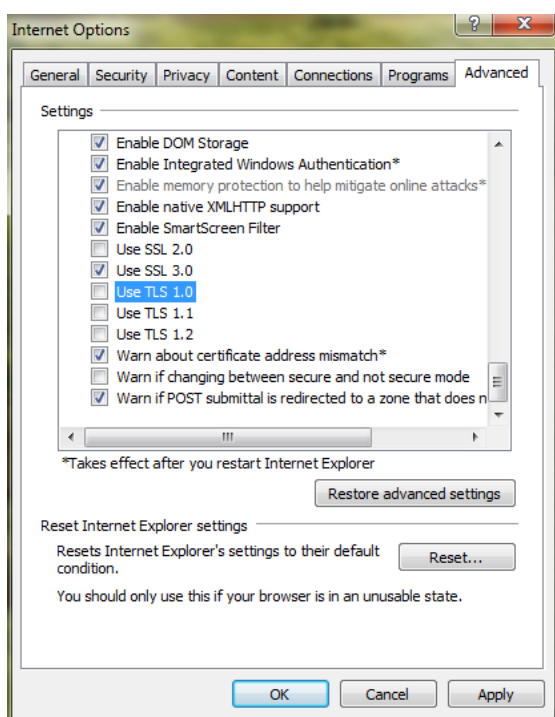 Internet Options
?
X
General Security Privacy Content Connections Programs Advanced
Settings
Enable DOM Storage
Enable Integrated Windows Authentication*
Enable memory protection to help mitigate online attacks*
Enable native XMLHTTP support
Enable SmartScreen Filter
Use SSL 2.0
Use SSL 3.0
Use TLS 1.0
Use TLS 1.1
Use TLS 1.2
Warn about certificate address mismatch*
Warn if changing between secure and not secure mode
Warn if POST submittal is redirected to a zone that does n
*Takes effect after you restart Internet Explorer
Restore advanced settings
Reset Internet Explorer settings
Resets Internet Explorer's settings to their default
condition.
Reset...
You should only use this if your browser is in an unusable state.
OK Cancel Apply